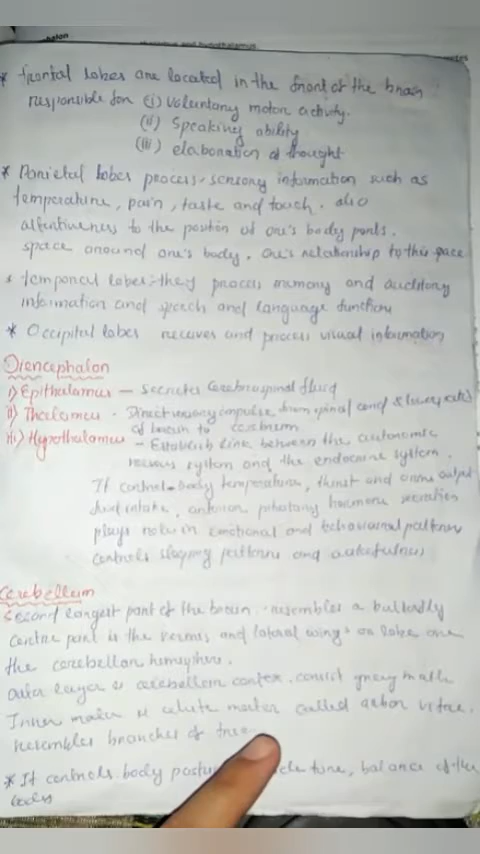 * frontal lobes are located in the front of the brain
responsible for (i) voluntary motor activity.
(ii) Speaking ability
(iii) elaboration of thought
* Parietal lobes process sensory information such as
temperature, pain, taste and touch. also
attentiveness to the position of one's body parts.
space around one's body, one's relationship to this space
* temporal lobes :- they process memory and auditory
information and speech and language function
* Occipital lobes receives and process visual information
Diencephalon
i) Epithalamus — Secretes cerebrospinal fluid
ii) Thalamus - Direct sensory impulse from spinal cord & lower parts
of brain to cerebrum
iii) Hypothalamus - Establish link between the autonomic
nervous system and the endocrine system.
It control body temperature, thirst and urine output
intake, anterior pituitary hormone secretion
plays role in emotional and behavioural patterns
controls sleeping patterns and
Cerebellum
Second largest part of the brain. resembles a butterfly
central part is the vermis and lateral wings or lobe are
the cerebellar hemisphere.
Outer layer is cerebellum cortex. consist grey matter
Inner is white matter called arbor vitae.
resembles branches of tree
* It controls body tone, balance of the
body